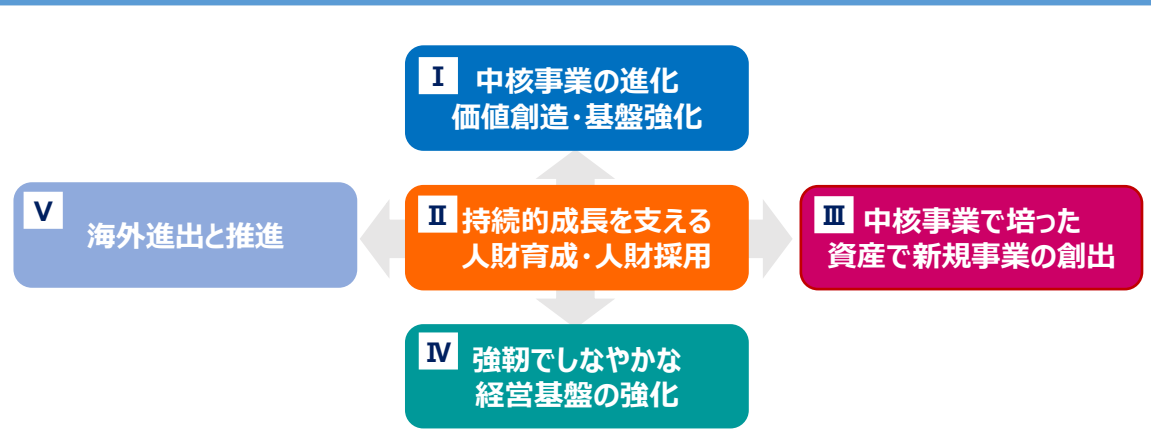 Ⅰ 中核事業の進化
価値創造・基盤強化
Ⅴ
海外進出と推進
Ⅱ 持続的成長を支える
人財育成・人財採用
Ⅲ 中核事業で培った
資産で新規事業の創出
Ⅳ 強靭でしなやかな
経営基盤の強化